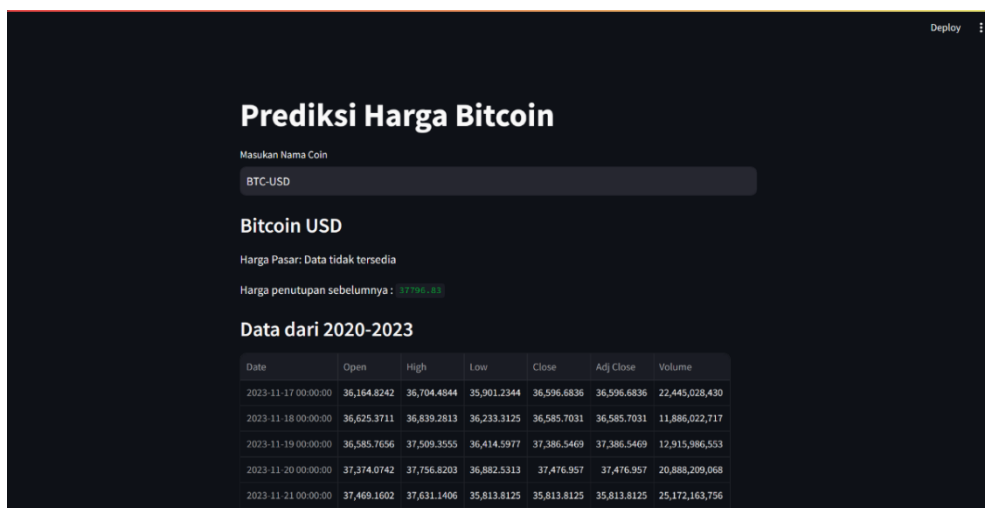 Deploy
Prediksi Harga Bitcoin
Masukan Nama Coin
BTC-USD
Bitcoin USD
Harga Pasar: Data tidak tersedia
Harga penutupan sebelumnya : 37796.83
Data dari 2020-2023
Date Open High Low Close Adj Close Volume
2023-11-17 00:00:00 36,164.8242 36,704.4844 35,901.2344 36,596.6836 36,596.6836 22,445,028,430
2023-11-18 00:00:00 36,625.3711 36,839.2813 36,233.3125 36,585.7031 36,585.7031 11,886,022,717
2023-11-19 00:00:00 36,585.7656 37,509.3555 36,414.5977 37,386.5469 37,386.5469 12,915,986,553
2023-11-20 00:00:00 37,374.0742 37,756.8203 36,882.5313 37,476.957 37,476.957 20,888,209,068
2023-11-21 00:00:00 37,469.1602 37,631.1406 35,813.8125 35,813.8125 35,813.8125 25,172,163,756